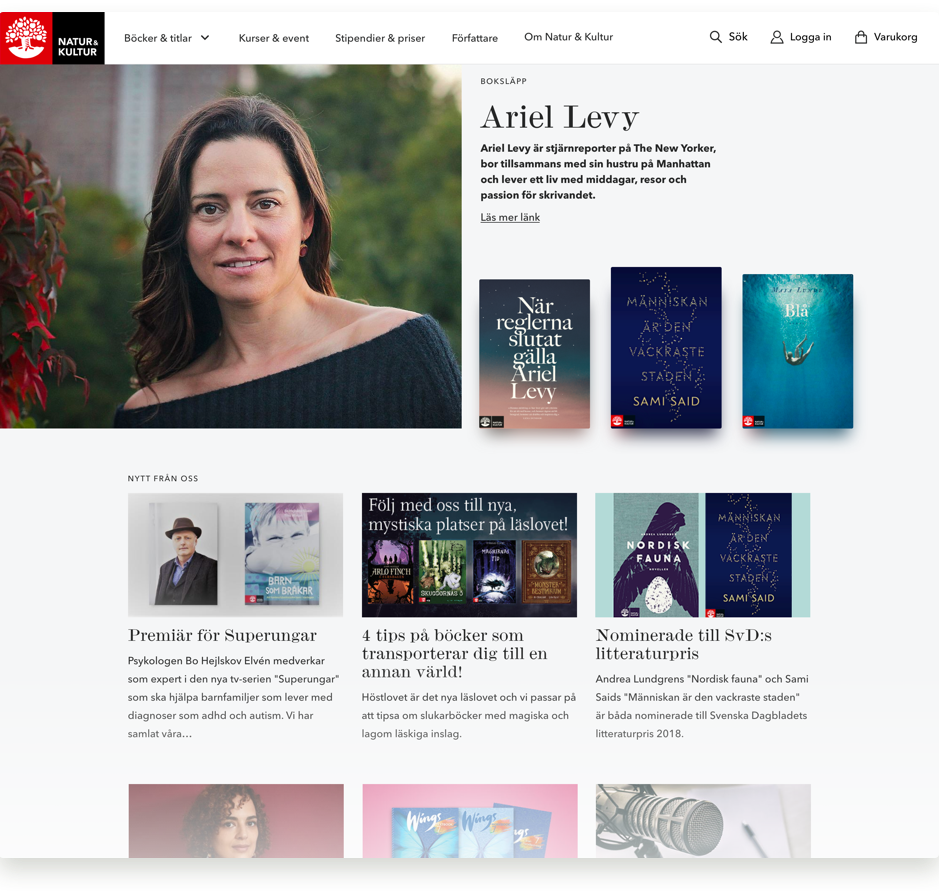 NATUR &
KULTUR
Böcker & titlar
Kurser & event
Stipendier & priser
Författare
Om Natur & Kultur
Sök
Logga in
Varukorg
BOKSLÄPP
Ariel Levy
Ariel Levy är stjärnreporter på The New Yorker,
bor tillsammans med sin hustru på Manhattan
och lever ett liv med middagar, resor och
passion för skrivandet.
Läs mer länk
När
reglerna
slutat
gälla
Ariel
Levy
MÄNNISKAN
ÄR DEN
VACKRASTE
STADEN
SAMI SAID
Blå
NYTT FRÅN OSS
BARN
SOM BRÅKAR
Följ med oss till nya,
mystiska platser på läslovet!
ARLO FINCH
SKUGGORNAS
NORDISK
FAUNA
NOVELLER
MÄNNISKAN
ÄR DEN
VACKRASTE
STADEN
SAMI SAID
Premiär för Superungar
Psykologen Bo Hejlskov Elvén medverkar
som expert i den nya tv-serien "Superungar"
som ska hjälpa barnfamiljer som lever med
diagnoser som adhd och autism. Vi har
samlat våra...
4 tips på böcker som
transporterar dig till en
annan värld!
Höstlovet är det nya läslovet och vi passar på
att tipsa om slukarböcker med magiska och
lagom läskiga inslag.
Nominerade till SvD:s
litteraturpris
Andrea Lundgrens "Nordisk fauna" och Sami
Saids "Människan är den vackraste staden"
är båda nominerade till Svenska Dagbladets
litteraturpris 2018.
Wings
Wings